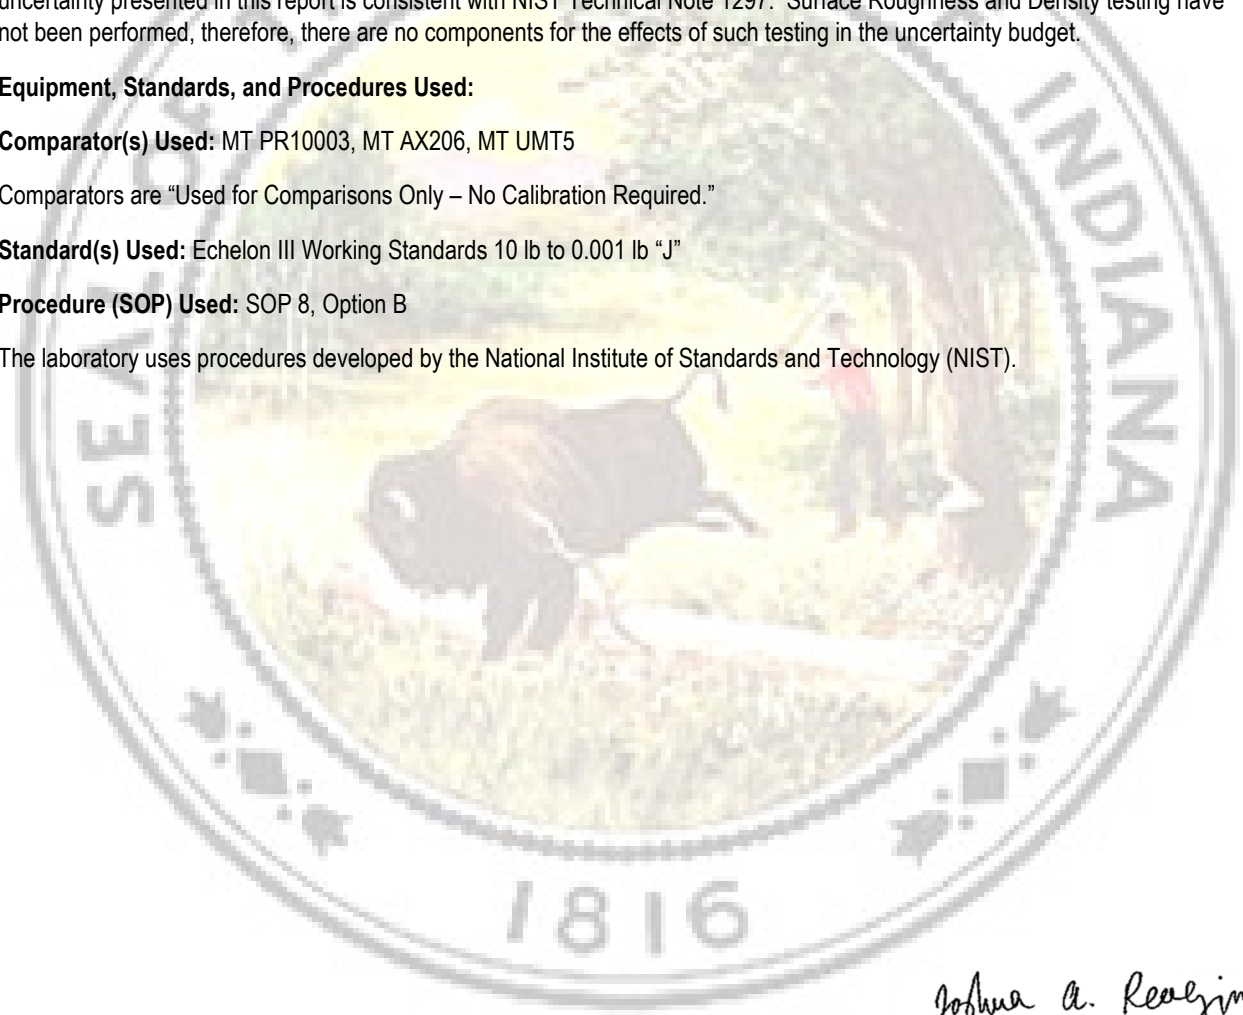 uncertainty presented in this report is consistent with NIST Technical Note 1297. Surface Roughness and Density testing have
not been performed, therefore, there are no components for the effects of such testing in the uncertainty budget.
Equipment, Standards, and Procedures Used:
Comparator(s) Used: MT PR10003, MT AX206, MT UMT5
Comparators are “Used for Comparisons Only – No Calibration Required.”
Standard(s) Used: Echelon III Working Standards 10 lb to 0.001 lb “J”
Procedure (SOP) Used: SOP 8, Option B
The laboratory uses procedures developed by the National Institute of Standards and Technology (NIST).
SEAL OF
INDIANA
1816
Joshua A.